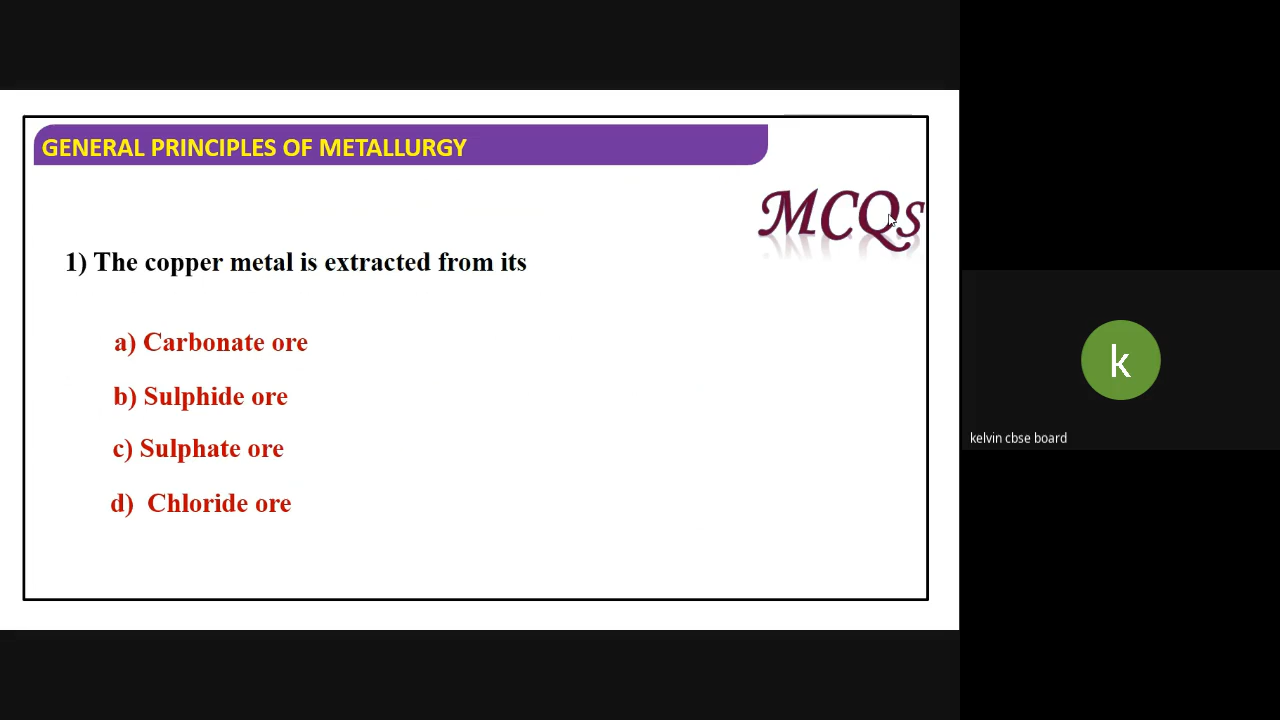 GENERAL PRINCIPLES OF METALLURGY
MCQs
1) The copper metal is extracted from its
a) Carbonate ore
b) Sulphide ore
c) Sulphate ore
d) Chloride ore
k
kelvin cbse board